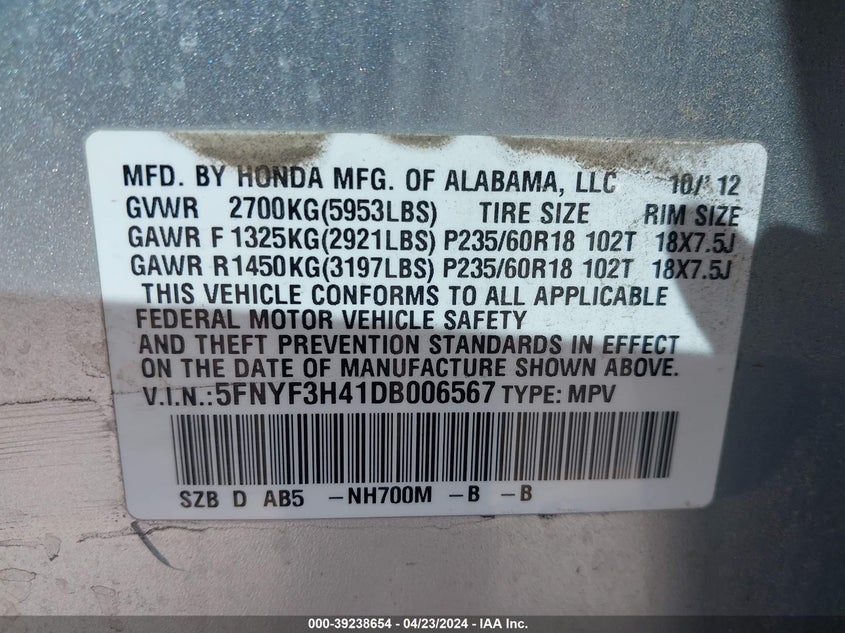 MFD. BY HONDA MFG. OF ALABAMA, LLC 10/'12
GVWR 2700KG(5953LBS) TIRE SIZE RIM SIZE
GAWR F 1325KG(2921LBS) P235/60R18 102T 18X7.5J
GAWR R 1450KG(3197LBS) P235/60R18 102T 18X7.5J
THIS VEHICLE CONFORMS TO ALL APPLICABLE
FEDERAL MOTOR VEHICLE SAFETY
AND THEFT PREVENTION STANDARDS IN EFFECT
ON THE DATE OF MANUFACTURE SHOWN ABOVE.
V.I.N.:5FNYF3H41DB006567 TYPE: MPV
SZB D AB5 -NH700M -B -B
000-39238654 - 04/23/2024 - IAA Inc.